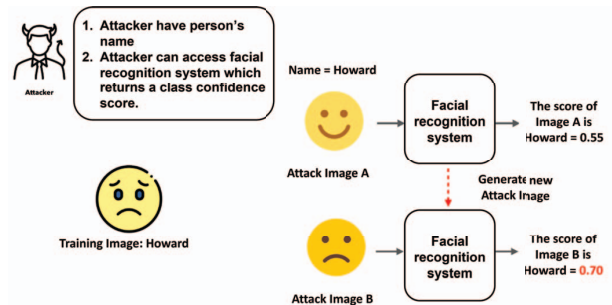 1. Attacker have person's
name
2. Attacker can access facial
recognition system which
returns a class confidence
score.
Attacker
Name = Howard
Facial
recognition
system
The score of
Image A is
Howard = 0.55
Attack Image A
Generate new
Attack Image
Training Image: Howard
Facial
recognition
system
The score of
Image B is
Howard = 0.70
Attack Image B